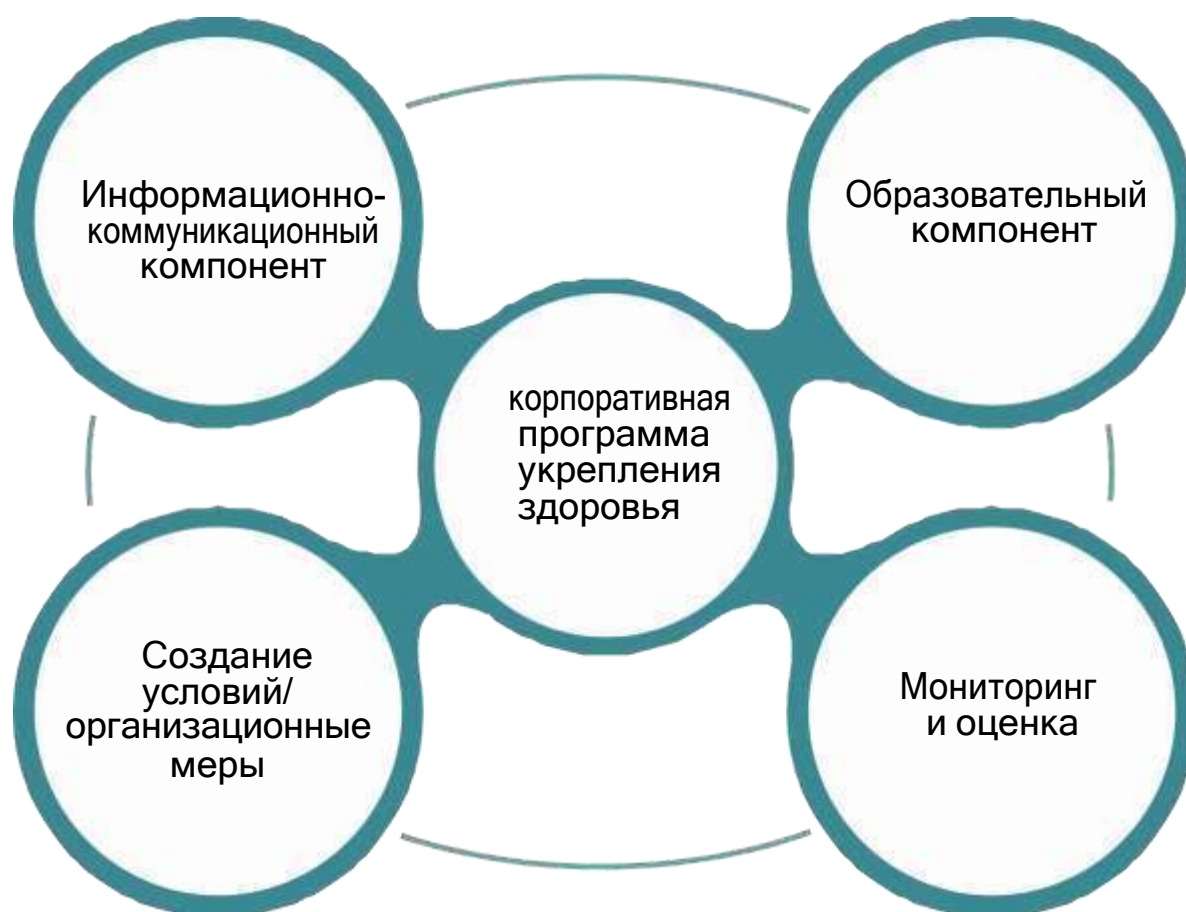 Информационно-
коммуникационный
компонент
Образовательный
компонент
корпоративная
программа
укрепления
здоровья
Создание
условий/
организационные
меры
Мониторинг
и оценка